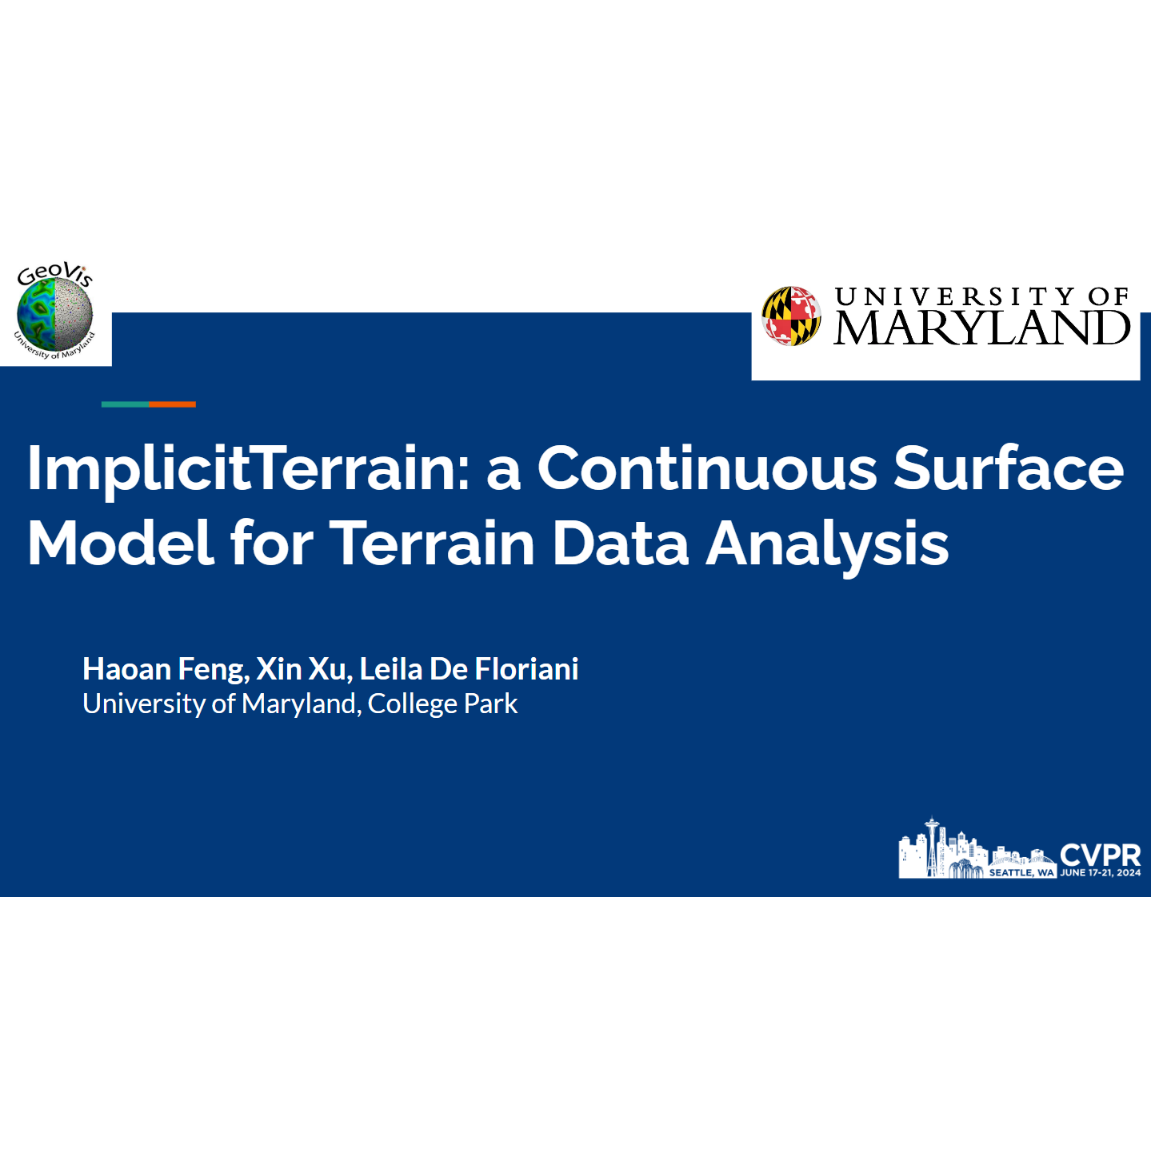 GeoVis
University of Maryland
UNIVERSITY OF
MARYLAND
ImplicitTerrain: a Continuous Surface
Model for Terrain Data Analysis
Haoan Feng, Xin Xu, Leila De Floriani
University of Maryland, College Park
CVPR
SEATTLE, WA JUNE 17-21, 2024